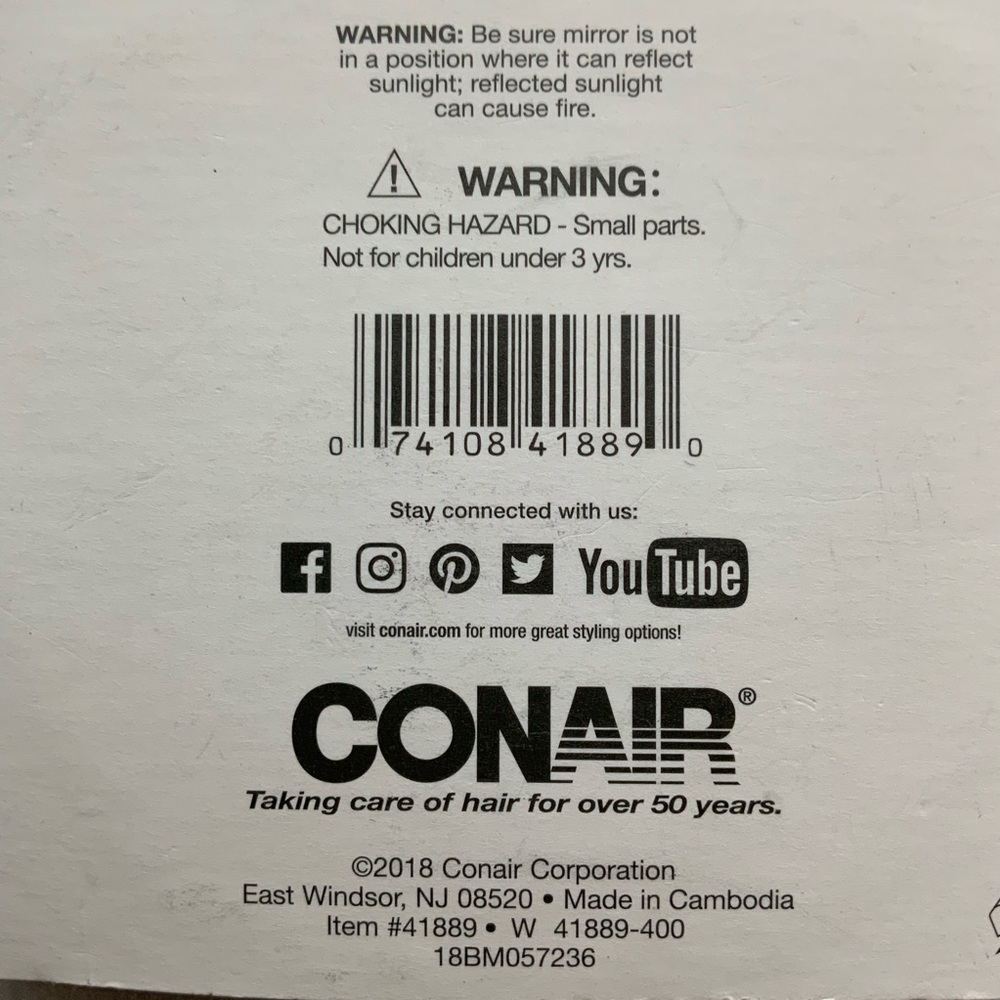 WARNING: Be sure mirror is not
in a position where it can reflect
sunlight; reflected sunlight
can cause fire.
WARNING:
CHOKING HAZARD - Small parts.
Not for children under 3 yrs.
0 74108 41889 0
Stay connected with us:
YouTube
visit conair.com for more great styling options!
CONAIR®
Taking care of hair for over 50 years.
©2018 Conair Corporation
East Windsor, NJ 08520 • Made in Cambodia
Item #41889 • W 41889-400
18BM057236